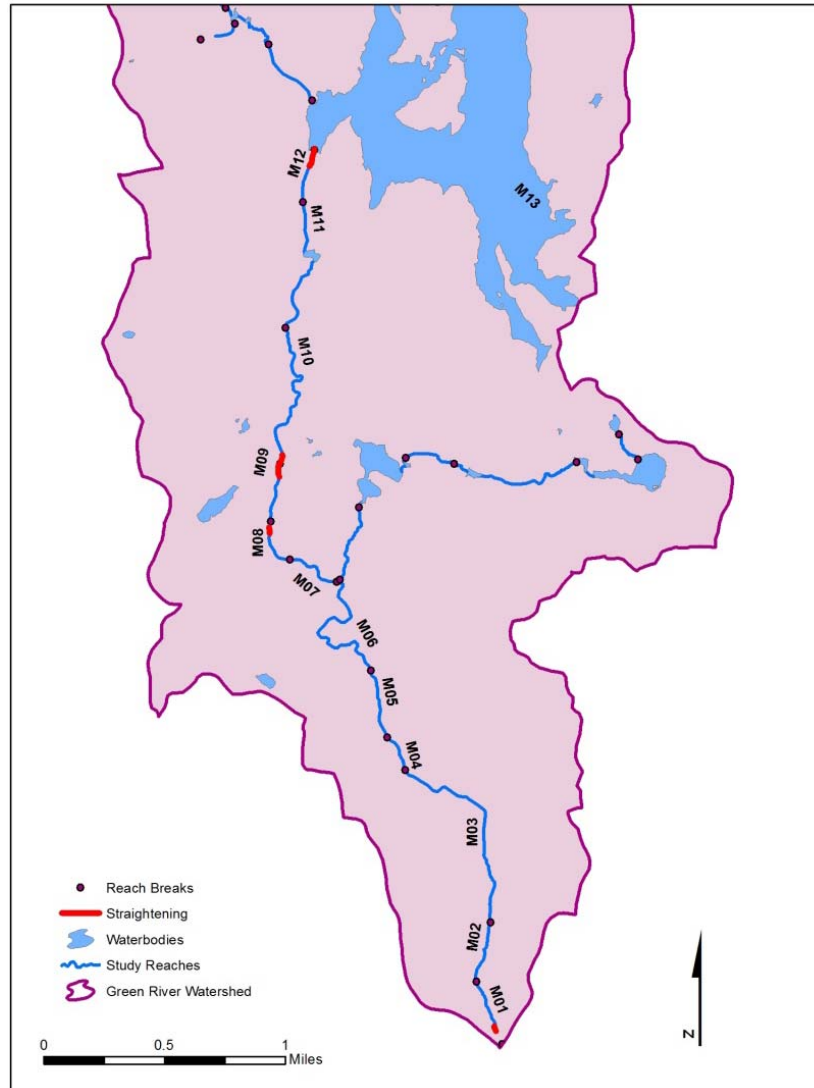 M12
M11
M13
M10
M09
M08
M07
M06
M05
M04
M03
M02
M01
Reach Breaks
Straightening
Waterbodies
Study Reaches
Green River Watershed
0 0.5 1
Miles
N